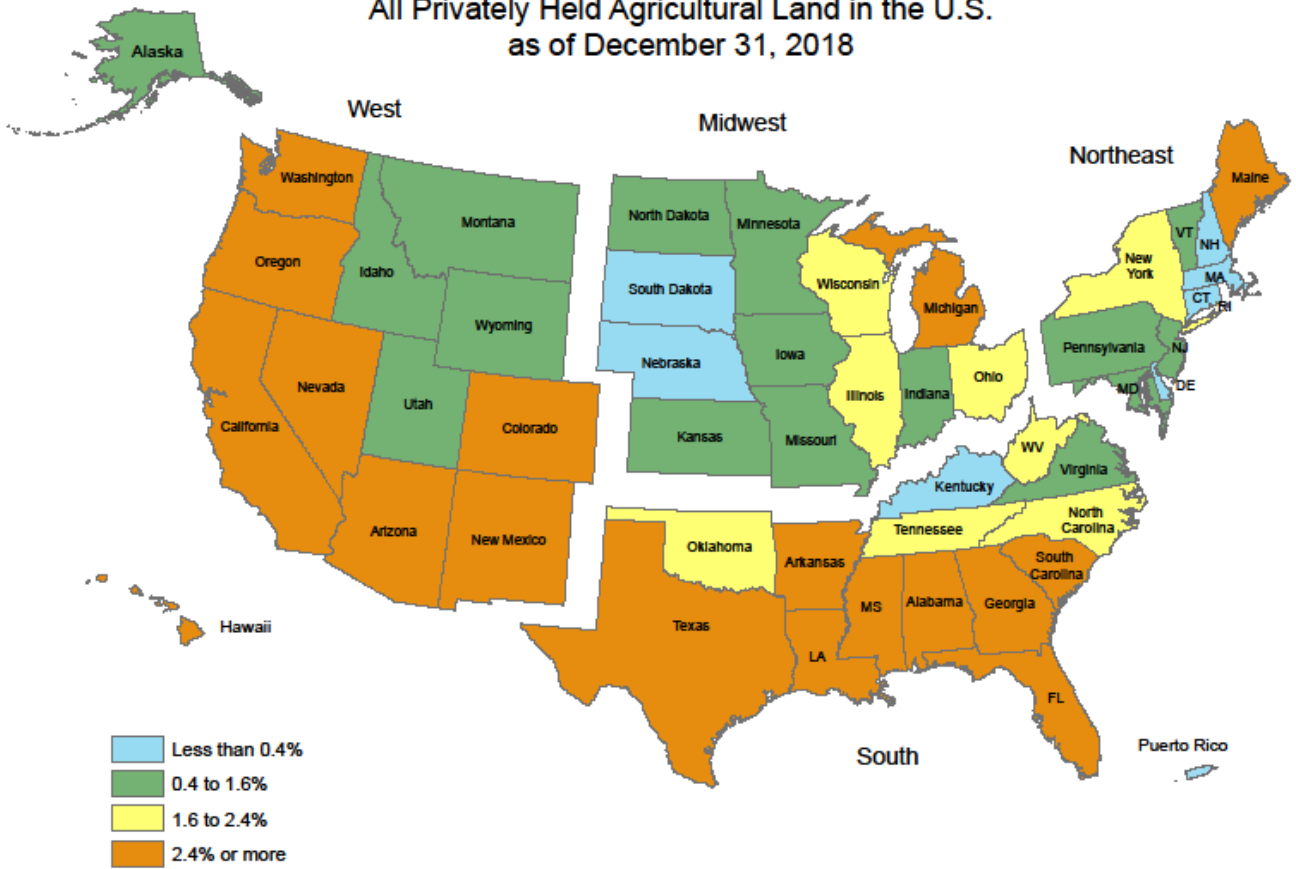 All Privately Held Agricultural Land in the U.S.
as of December 31, 2018
Alaska
West
Midwest
Northeast
Washington
Oregon
Idaho
Montana
Wyoming
Nevada
California
Utah
Colorado
Arizona
New Mexico
Hawaii
North Dakota
Minnesota
South Dakota
Nebraska
Kansas
Iowa
Missouri
Wisconsin
Michigan
Illinois
Indiana
Ohio
Maine
VT
NH
New
York
MA
CT
RI
Pennsylvania
NJ
MD
DE
WV
Virginia
Kentucky
Tennessee
North
Carolina
Oklahoma
Arkansas
South
Carolina
Texas
LA
MS
Alabama
Georgia
FL
South
Puerto Rico
Less than 0.4%
0.4 to 1.6%
1.6 to 2.4%
2.4% or more